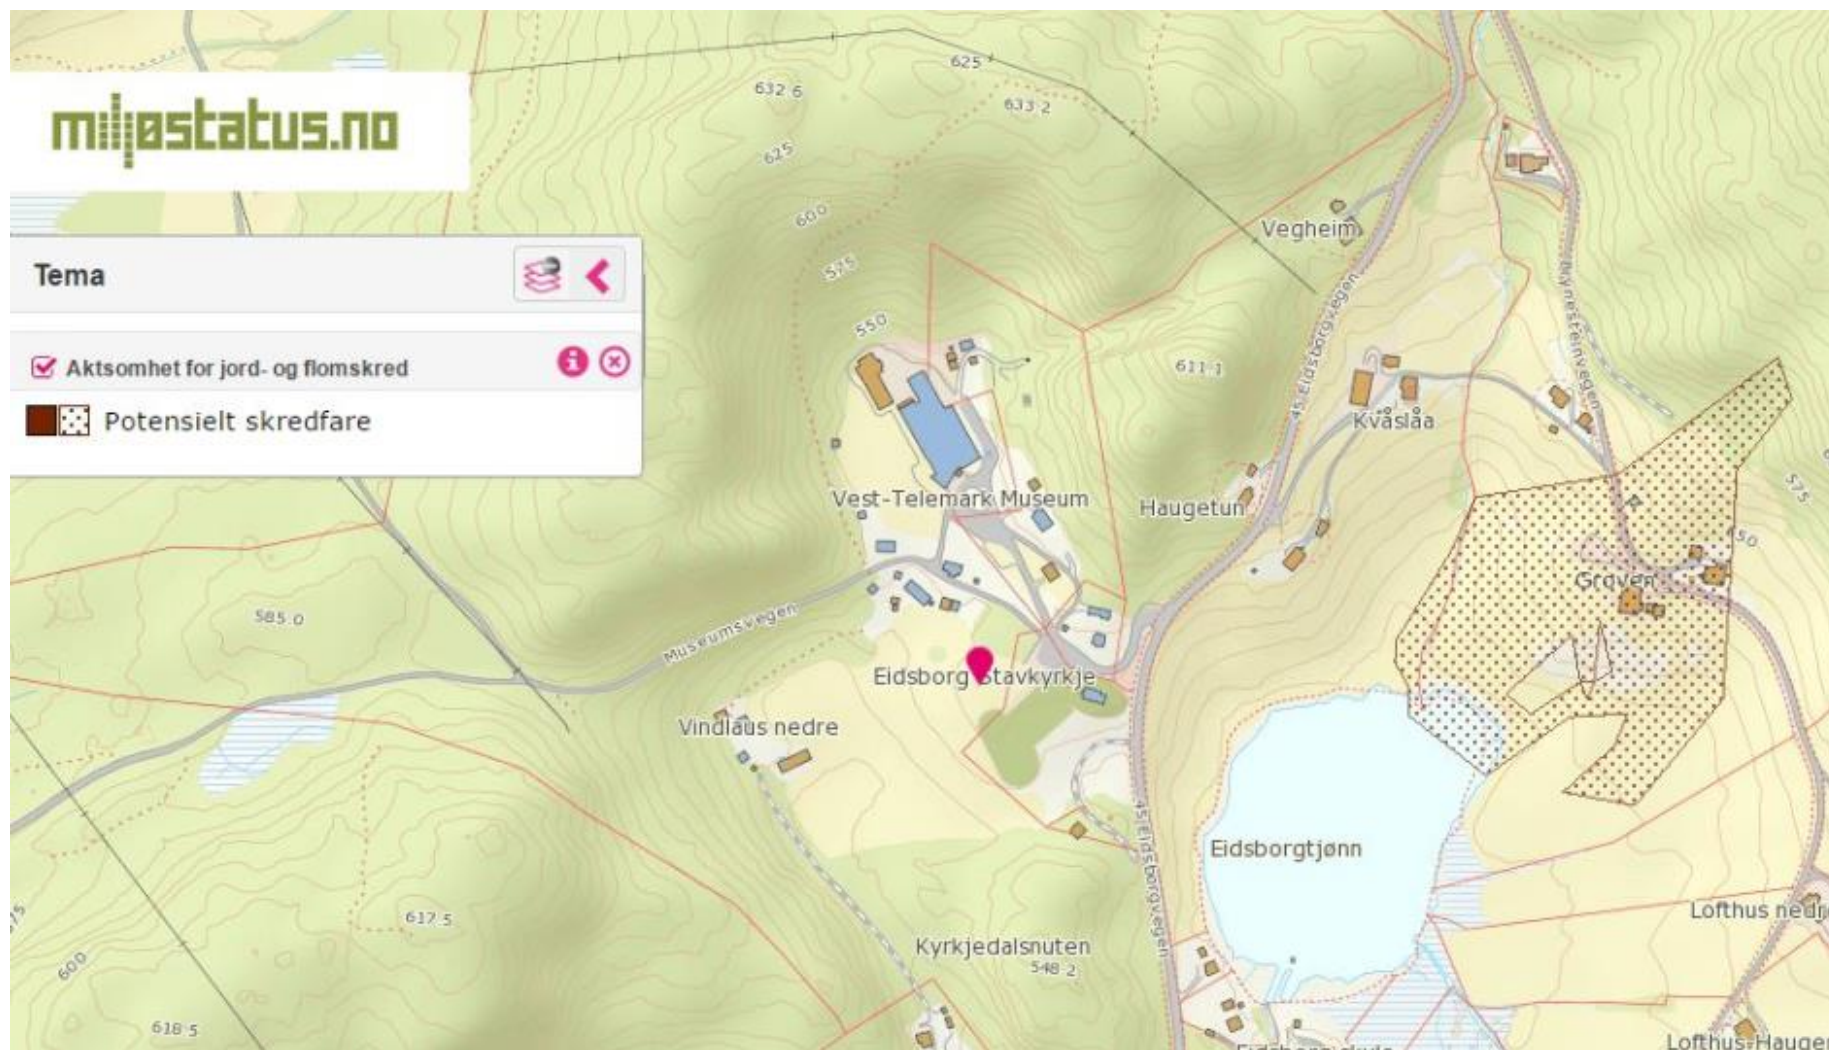 miljøstatus.no
Tema
Aktsomhet for jord- og flomskred
Potensielt skredfare
625
632.6
633.2
625
600
575
550
Vegheim
611.1
45 Eidsborgvegen
Kvåslåa
Vest-Telemark Museum
Haugetun
575
550
Grøven
585.0
Museumsvegen
Eidsborg Stavkyrkje
Vindlaus nedre
45 Eidsborgvegen
Eidsborgtjønn
617.5
600
Lofthus nedr
Kyrkjedalsnuten
548.2
618.5
Lofthus-Haugen